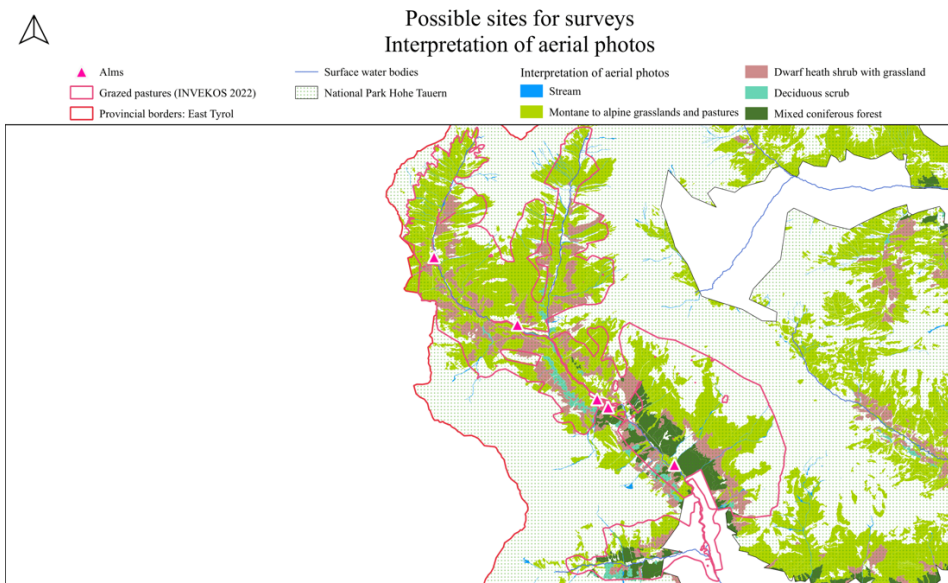 Possible sites for surveys
Interpretation of aerial photos
Alms
Grazed pastures (INVEKOS 2022)
Provincial borders: East Tyrol
Surface water bodies
National Park Hohe Tauern
Interpretation of aerial photos
Stream
Montane to alpine grasslands and pastures
Dwarf heath shrub with grassland
Deciduous scrub
Mixed coniferous forest